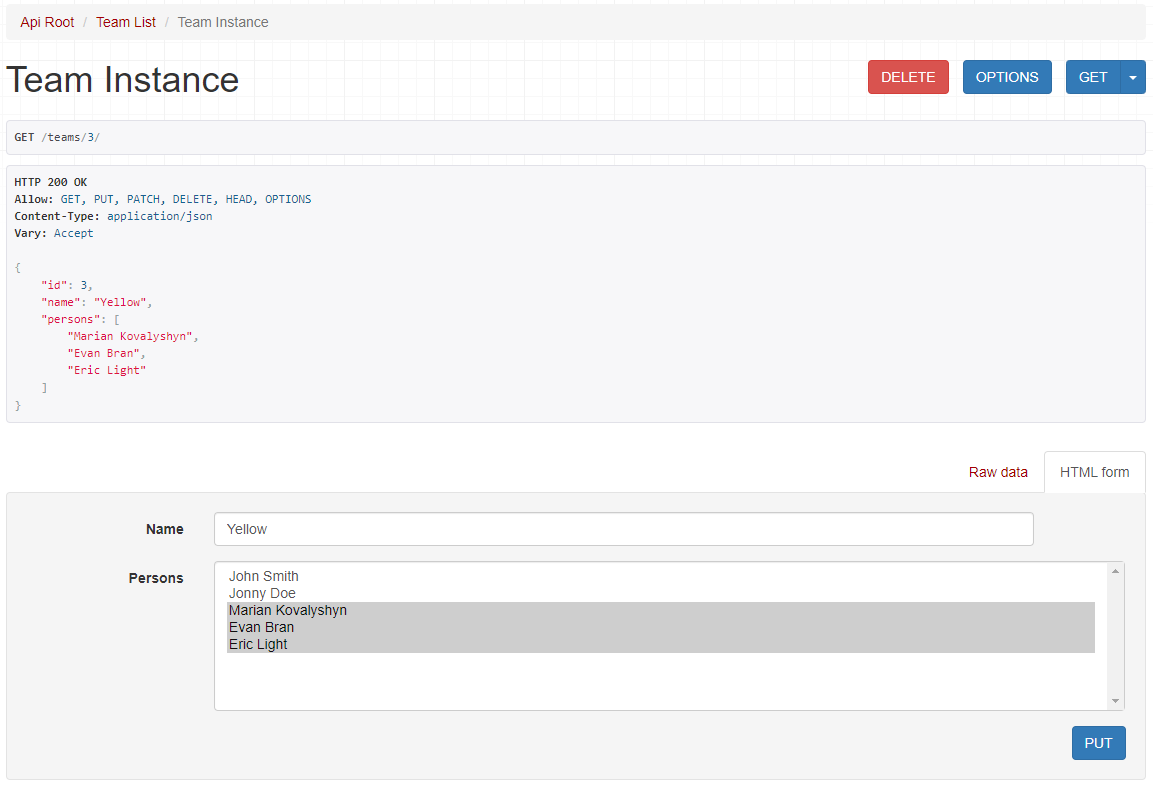 Api Root / Team List / Team Instance
Team Instance
DELETE OPTIONS GET
GET /teams/3/
HTTP 200 OK
Allow: GET, PUT, PATCH, DELETE, HEAD, OPTIONS
Content-Type: application/json
Vary: Accept
{
"id": 3,
"name": "Yellow",
"persons": [
"Marian Kovalyshyn",
"Evan Bran",
"Eric Light"
]
}
Raw data HTML form
Name Yellow
Persons John Smith
Jonny Doe
Marian Kovalyshyn
Evan Bran
Eric Light
PUT